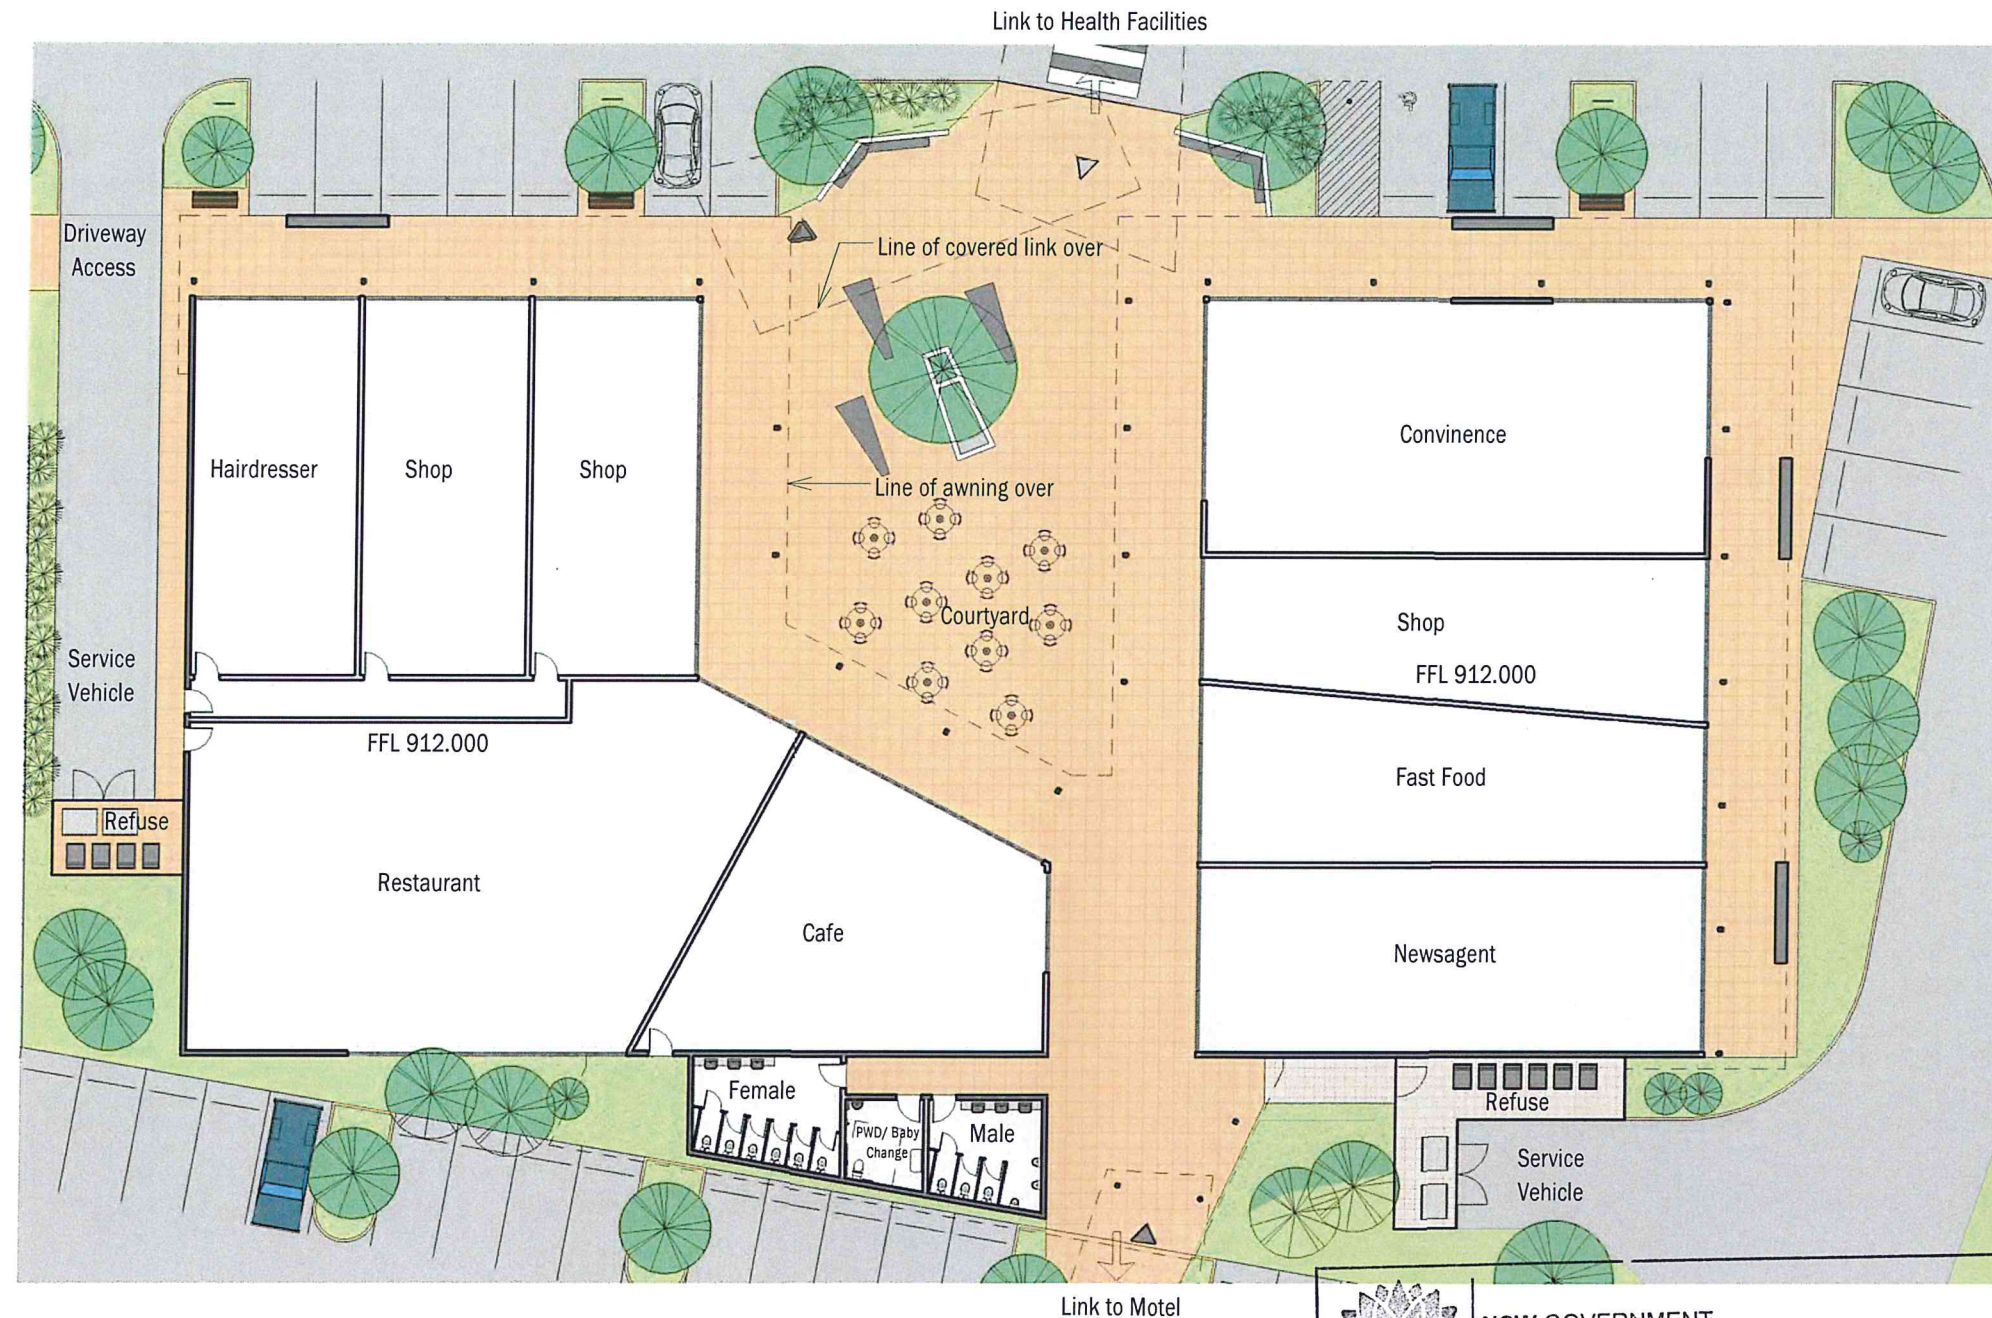 Link to Health Facilities
Driveway
Access
Line of covered link over
Hairdresser
Shop
Shop
Convinence
Line of awning over
Courtyard
Shop
FFL 912.000
Service
Vehicle
FFL 912.000
Fast Food
Refuse
Restaurant
Cafe
Newsagent
Female
PWD/ Baby
Change
Male
Refuse
Service
Vehicle
Link to Motel
NSW GOVERNMENT